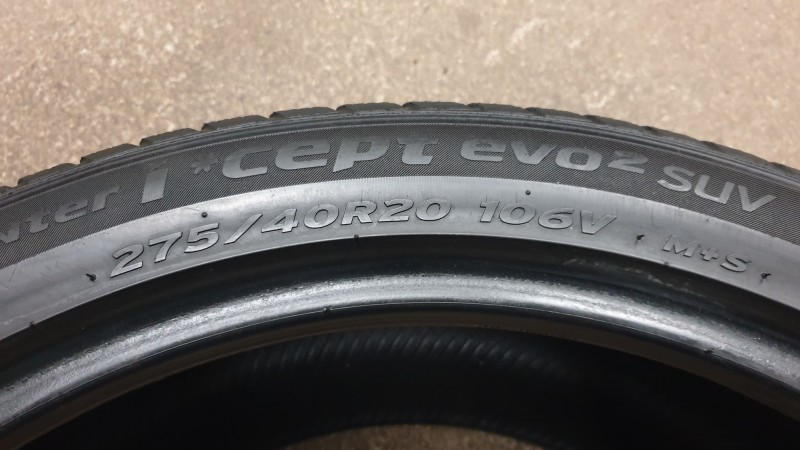 nter i*cept evo2 SUV
275/40R20 106V M+S